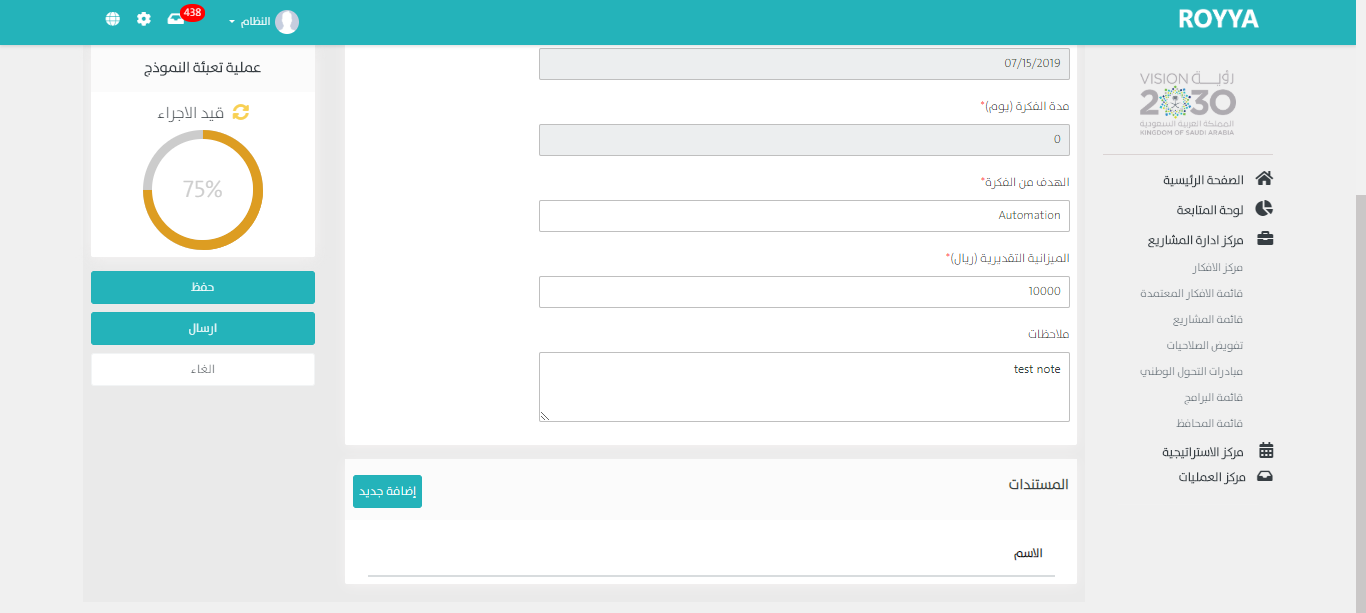 ROYYA
النظام
438
VISION رؤيـــة
2030
المملكة العربية السعودية
KINGDOM OF SAUDI ARABIA
الصفحة الرئيسية
لوحة المتابعة
مركز ادارة المشاريع
مركز الافكار
قائمة الافكار المعتمدة
قائمة المشاريع
تفويض الصلاحيات
مبادرات التحول الوطني
قائمة البرامج
قائمة المحافظ
مركز الاستراتيجية
مركز العمليات
07/15/2019
مدة الفكرة (يوم)*
0
الهدف من الفكرة*
Automation
الميزانية التقديرية (ريال)*
10000
ملاحظات
test note
المستندات
إضافة جديد
الاسم
عملية تعبئة النموذج
قيد الاجراء
75%
حفظ
ارسال
الغاء